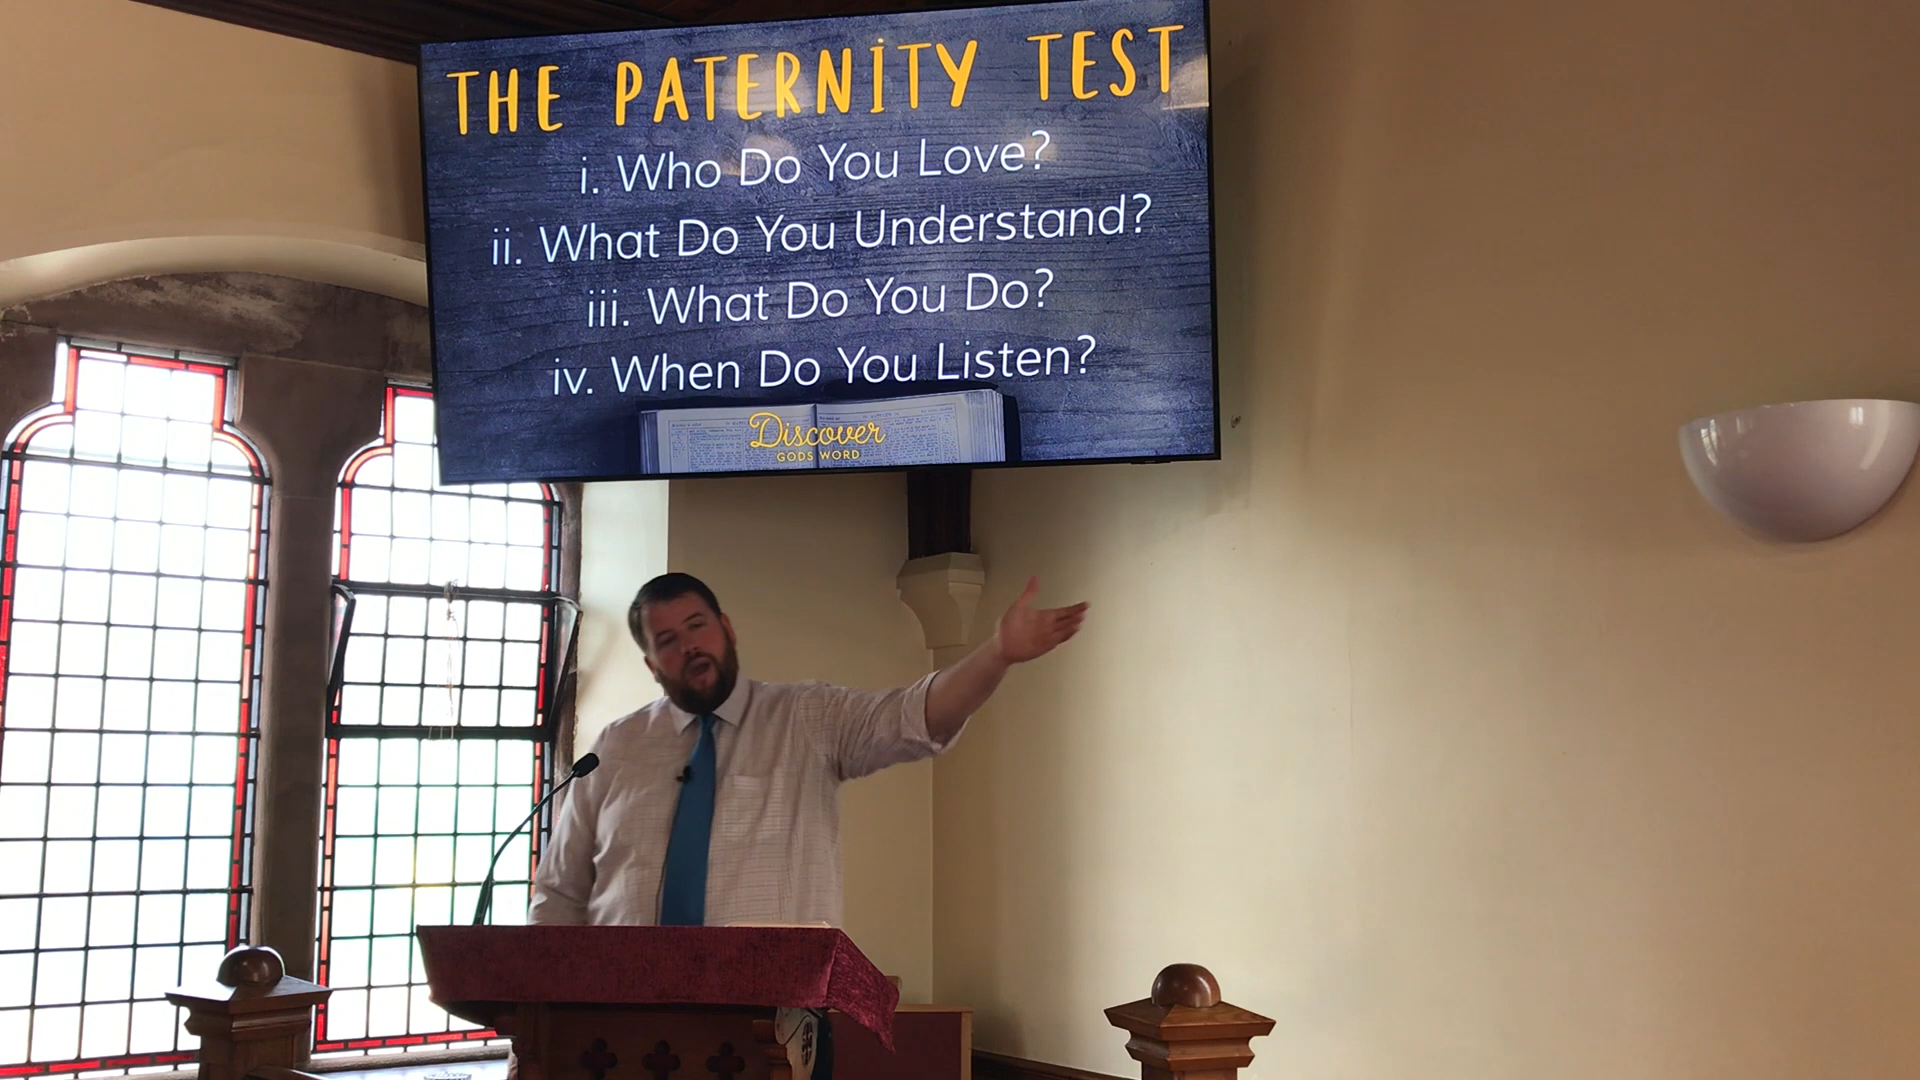 THE PATERNITY TEST
i. Who Do You Love?
ii. What Do You Understand?
iii. What Do You Do?
iv. When Do You Listen?
Discover
GODS WORD